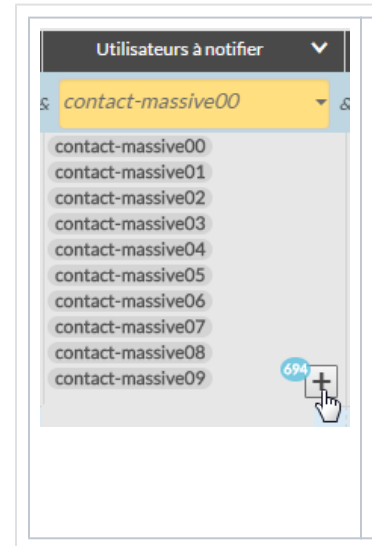 Utilisateurs à notifier
& contact-massive00 &
contact-massive00
contact-massive01
contact-massive02
contact-massive03
contact-massive04
contact-massive05
contact-massive06
contact-massive07
contact-massive08
contact-massive09
694
+